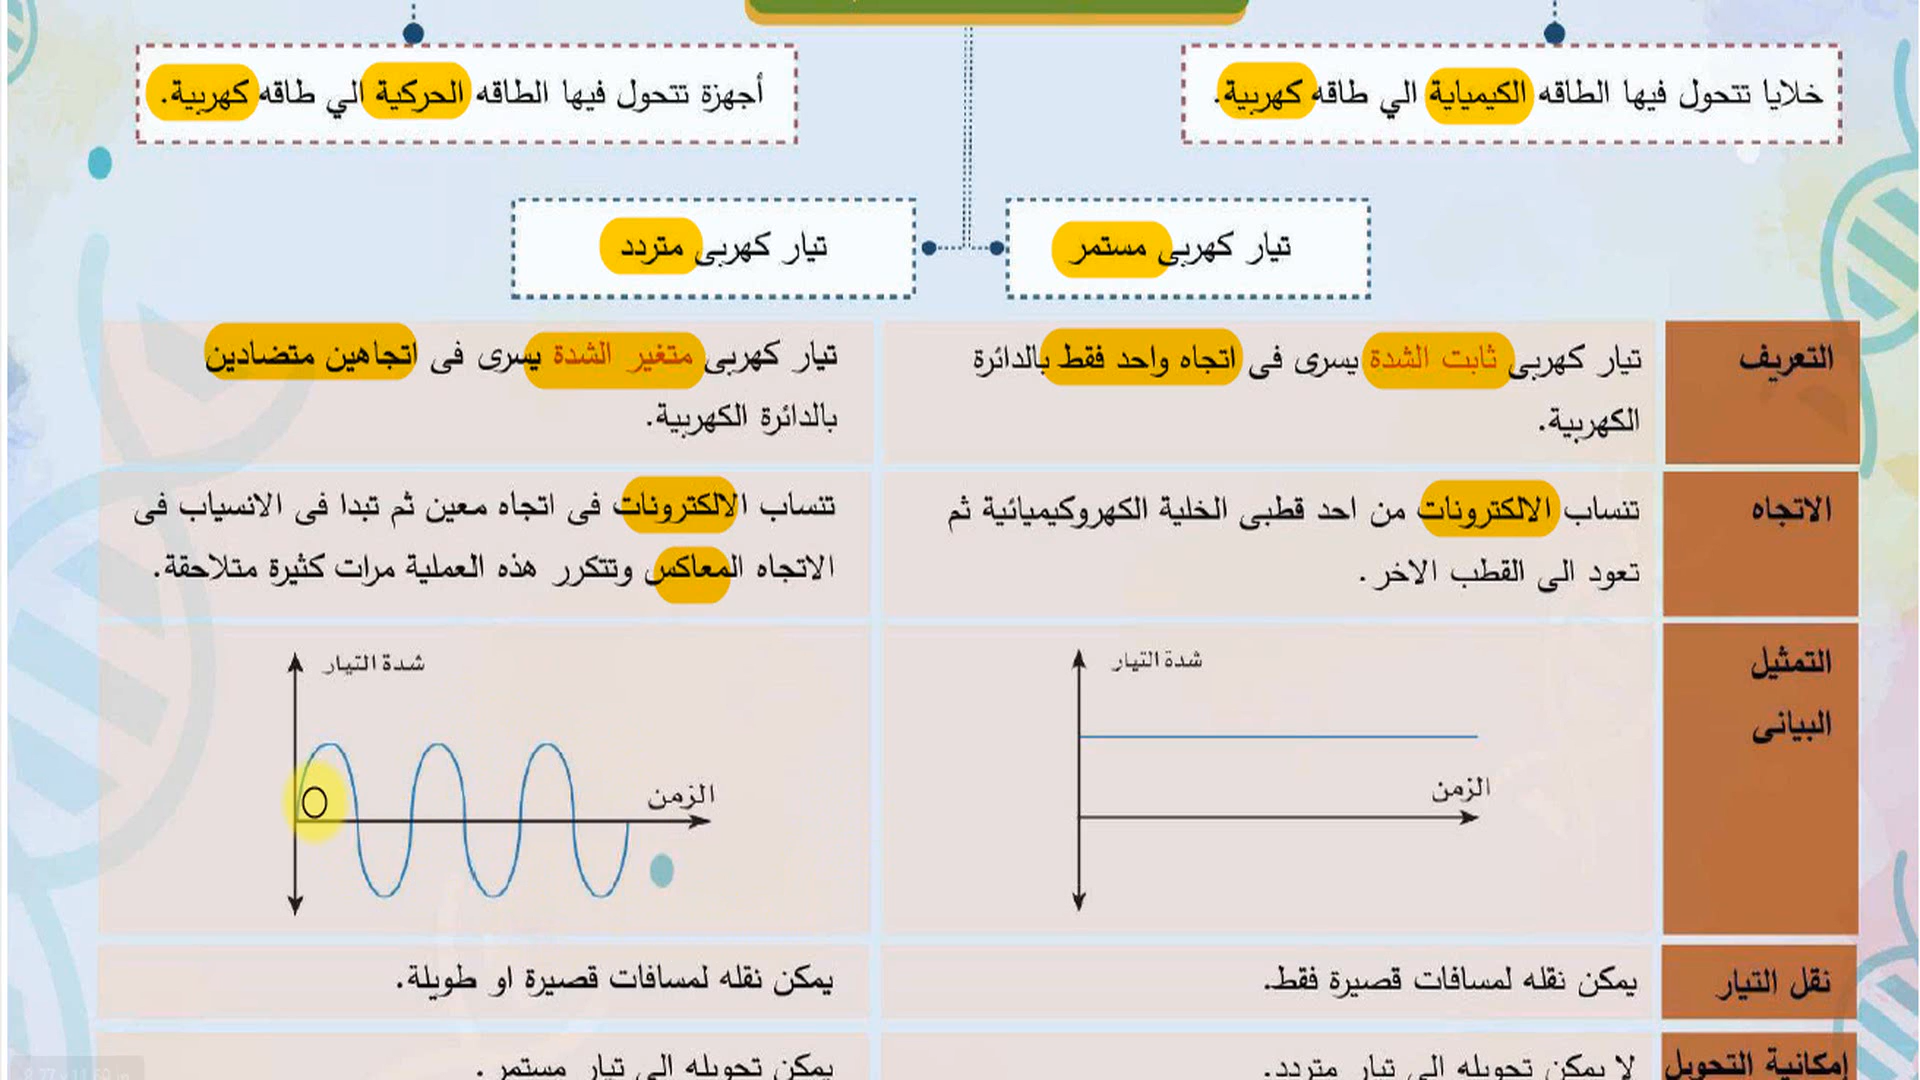 خلايا تتحول فيها الطاقه الكيمياية الي طاقه كهربية.
أجهزة تتحول فيها الطاقه الحركية الي طاقه كهربية.
تيار كهربى مستمر
تيار كهربى متردد
التعريف
تيار كهربى ثابت الشدة يسرى فى اتجاه واحد فقط بالدائرة
الكهربية.
تيار كهربى متغير الشدة يسرى فى اتجاهين متضادين
بالدائرة الكهربية.
الاتجاه
تنساب الالكترونات من احد قطبى الخلية الكهروكيميائية ثم
تعود الى القطب الاخر .
تنساب الالكترونات فى اتجاه معين ثم تبدا فى الانسياب فى
الاتجاه المعاكس وتتكرر هذه العملية مرات كثيرة متلاحقة.
التمثيل
البيانى
شدة التيار
الزمن
شدة التيار
الزمن
نقل التيار
يمكن نقله لمسافات قصيرة فقط.
يمكن نقله لمسافات قصيرة او طويلة.
إمكانية التحويل
لا يمكن تحويله الى تيار متردد.
يمكن تحويله الى تيار مستمر .